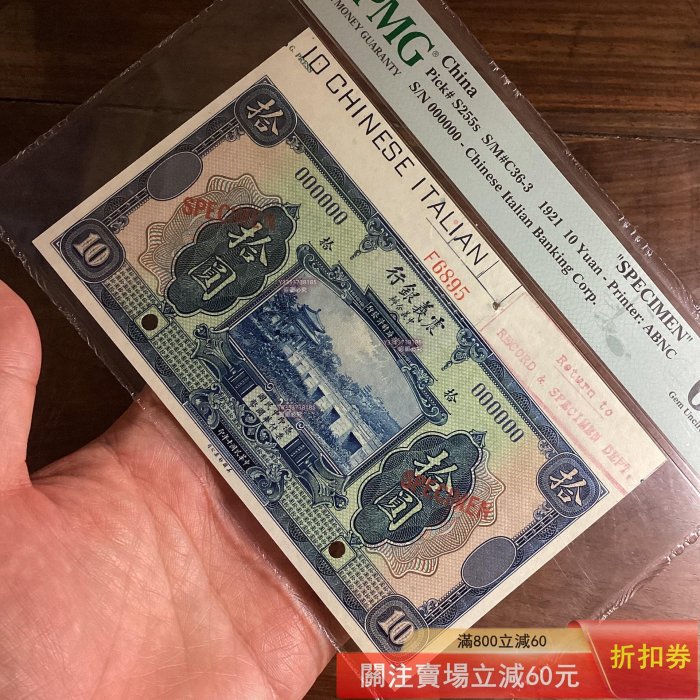 PMG®
MONEY GUARANTY
China
Pick# S255s S/M#C36-3
1921 10 Yuan - Printer: ABNC
S/N 000000 - Chinese Italian Banking Corp.
"SPECIMEN"
10 CHINESE ITALIAN
F6895
Return to
RECORD & SPECIMEN DEPT.
拾
000000
拾
行銀義震
拾
000000
拾
圓
SPECIMEN
拾
圓
SPECIMEN
10
10
拾
滿800立減60
關注賣場立減60元
折扣券